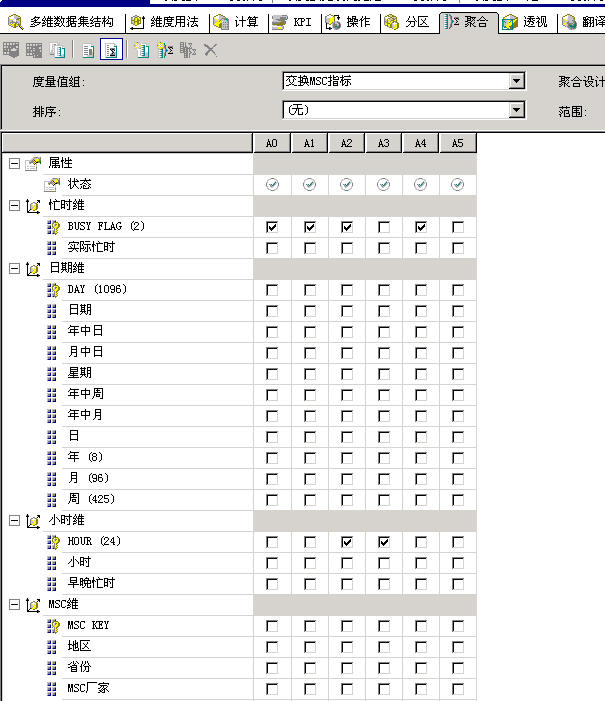 多维数据集结构 维度用法 计算 KPI 操作 分区 聚合 透视 翻译
度量值组: 交换MSC指标 聚合设计
排序: (无) 范围:
A0 A1 A2 A3 A4 A5
属性
状态
忙时维
BUSY FLAG (2)
实际忙时
日期维
DAY (1096)
日期
年中日
月中日
星期
年中周
年中月
日
年 (8)
月 (96)
周 (425)
小时维
HOUR (24)
小时
早晚忙时
MSC维
MSC KEY
地区
省份
MSC厂家